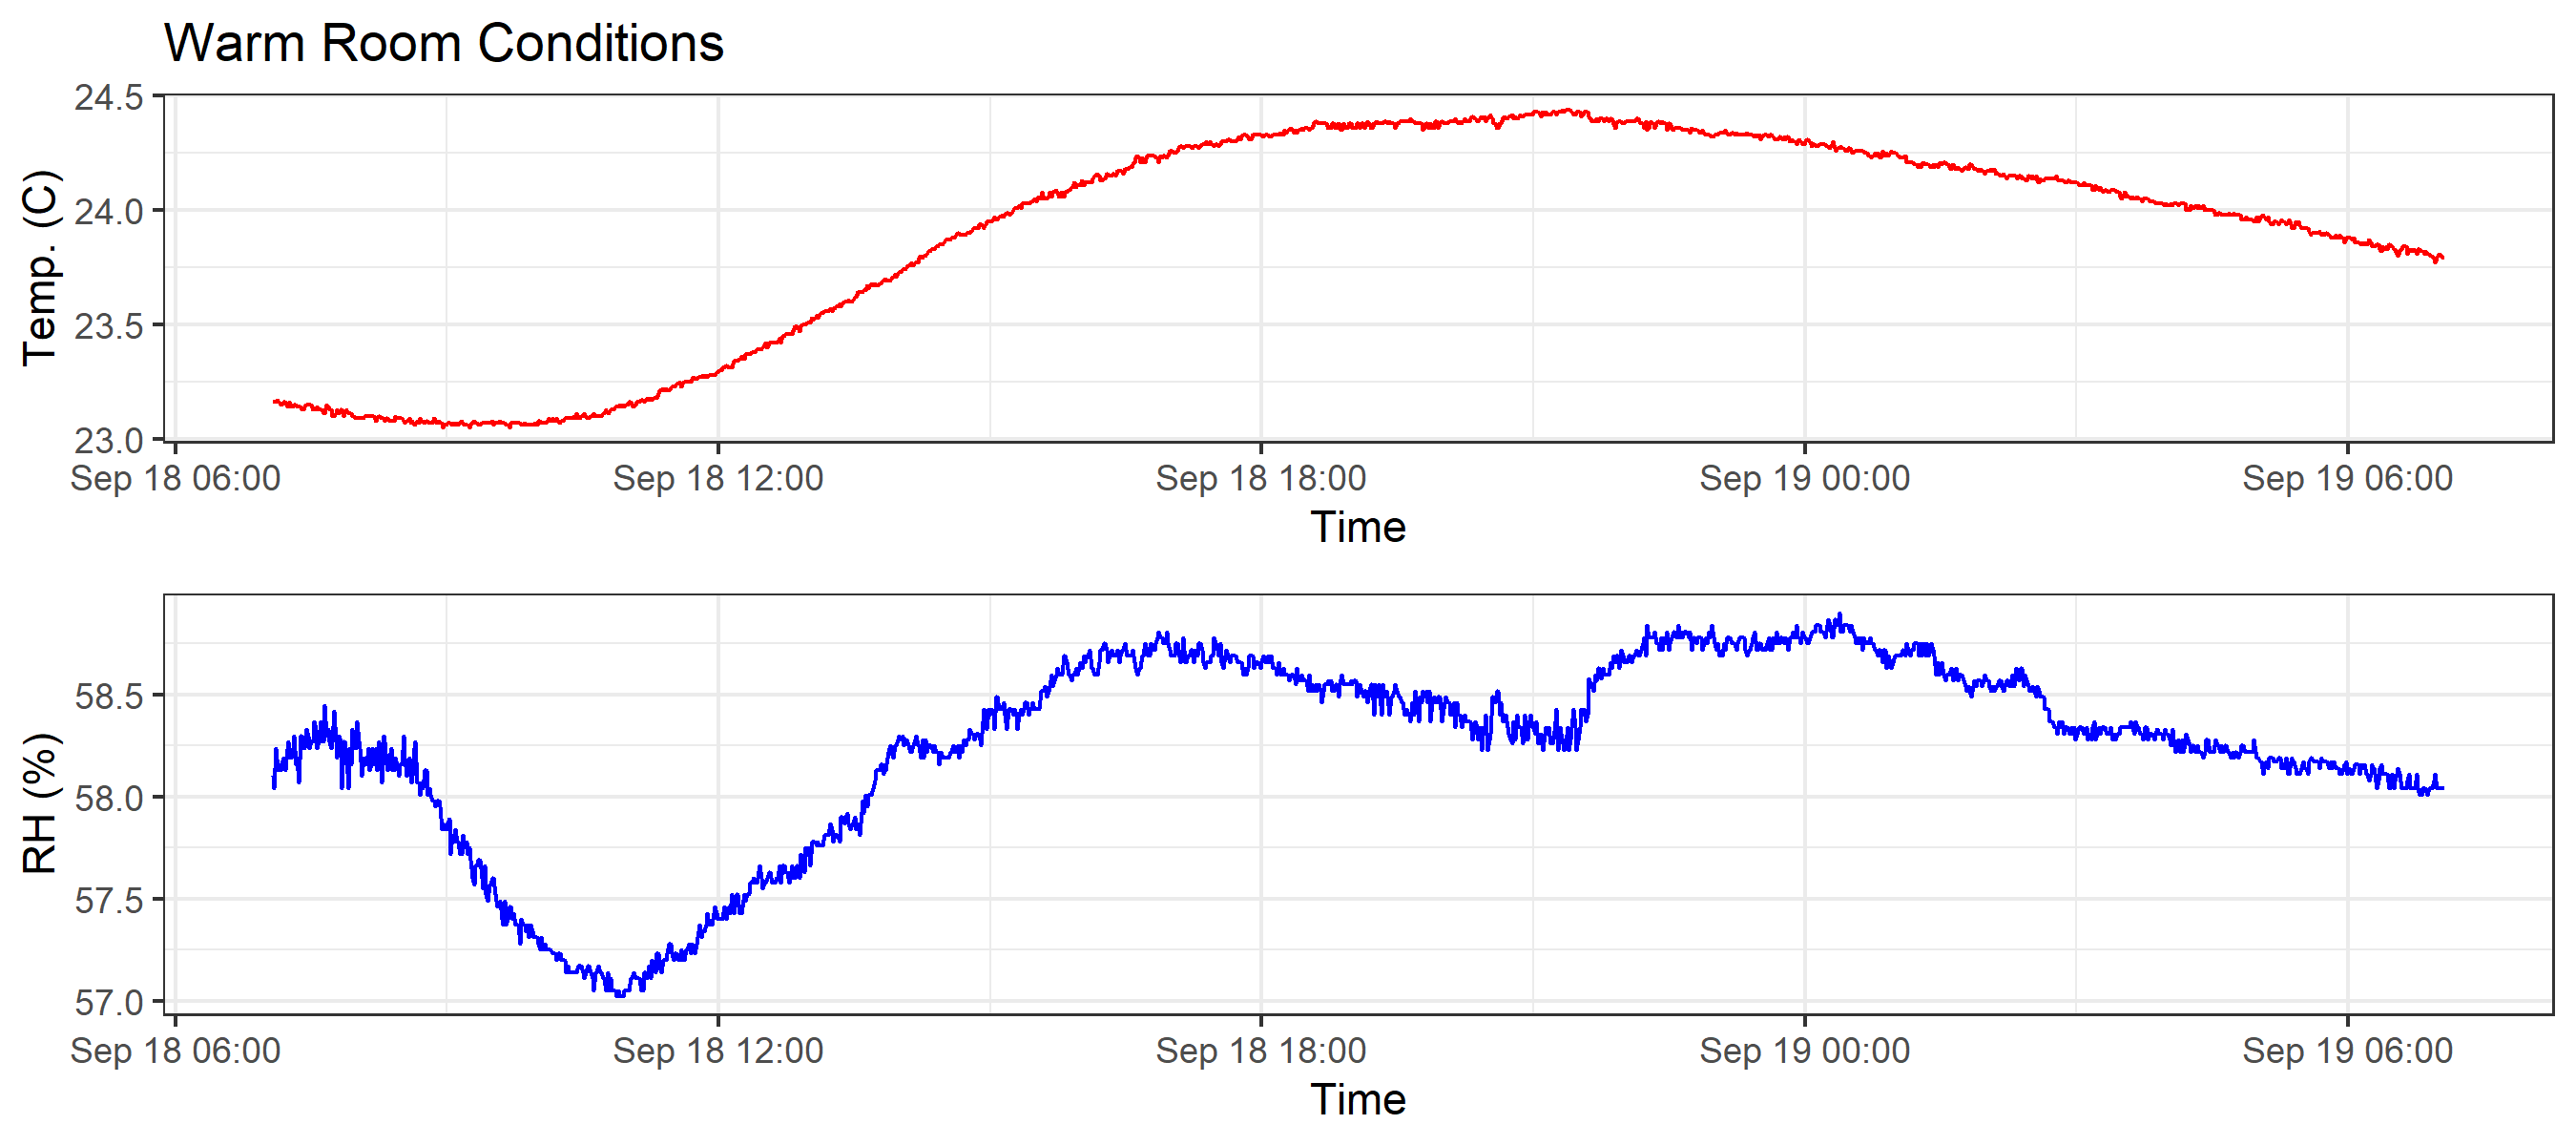 Warm Room Conditions
24.5
24.0
23.5
23.0
Temp. (C)
Sep 18 06:00 Sep 18 12:00 Sep 18 18:00 Sep 19 00:00 Sep 19 06:00
Time
58.5
58.0
57.5
57.0
RH (%)
Sep 18 06:00 Sep 18 12:00 Sep 18 18:00 Sep 19 00:00 Sep 19 06:00
Time